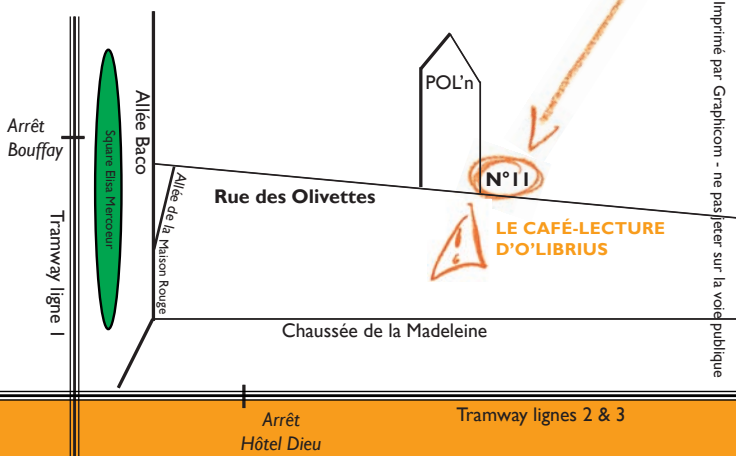 POL'n
Arrêt
Bouffay
Allée Baco
Square Elisa Mercoeur
N°11
Allée de la Maison Rouge
Rue des Olivettes
LE CAFÉ-LECTURE
D'O'LIBRIUS
Tramway ligne 1
Chaussée de la Madeleine
Imprimé par Graphicom - ne pas jeter sur la voie publique
Arrêt
Hôtel Dieu
Tramway lignes 2 & 3